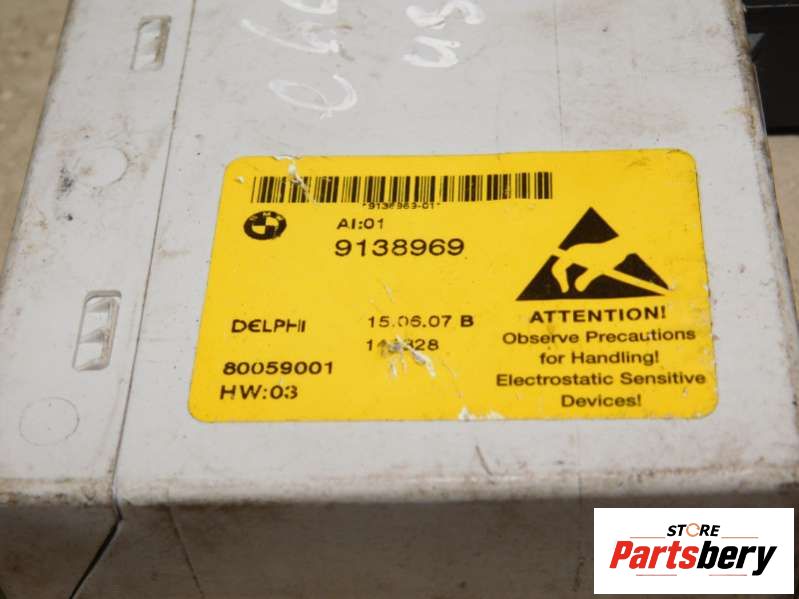 *9138969-01*
AI:01
9138969
DELPHI
15.06.07 B
80059001
HW:03
ATTENTION!
Observe Precautions
for Handling!
Electrostatic Sensitive
Devices!
STORE
Partsbery